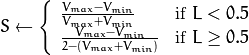 S ← { (V_max − V_min) / (V_max + V_min) if L < 0.5
(V_max − V_min) / (2 − (V_max + V_min)) if L ≥ 0.5